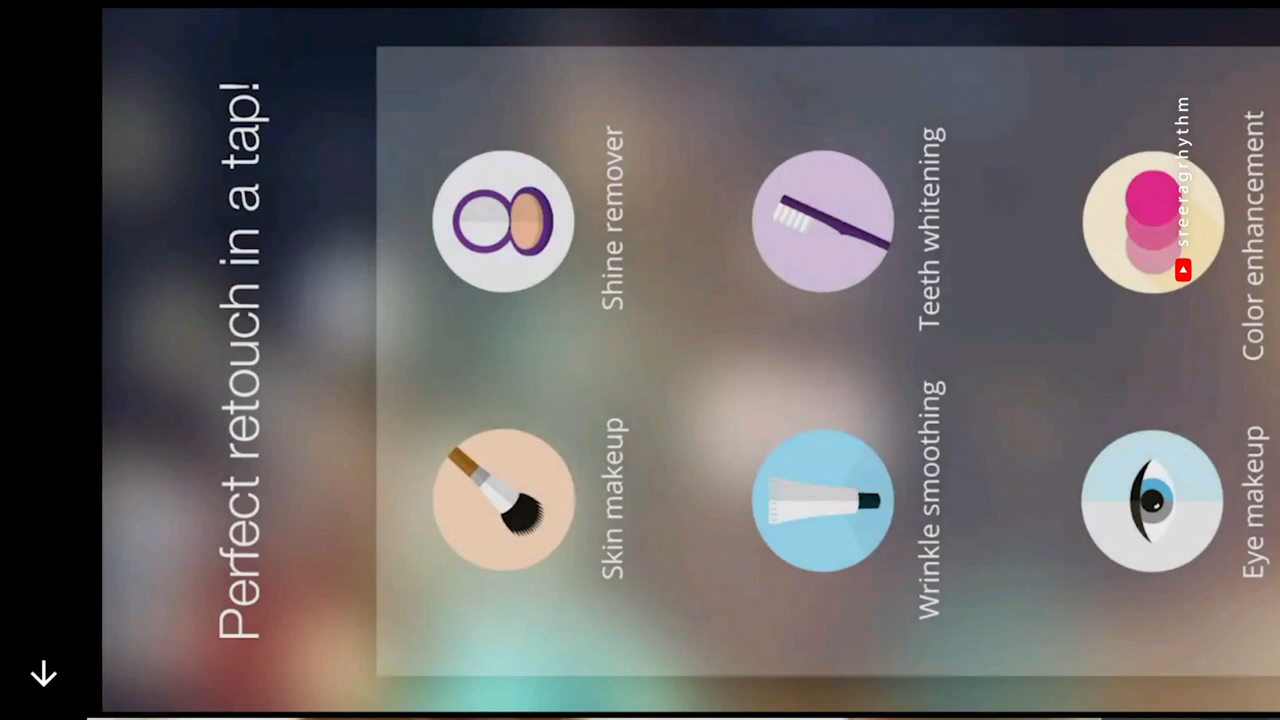 Perfect retouch in a tap!
Skin makeup
Shine remover
Wrinkle smoothing
Teeth whitening
Eye makeup
Color enhancement
sreeragrhythm